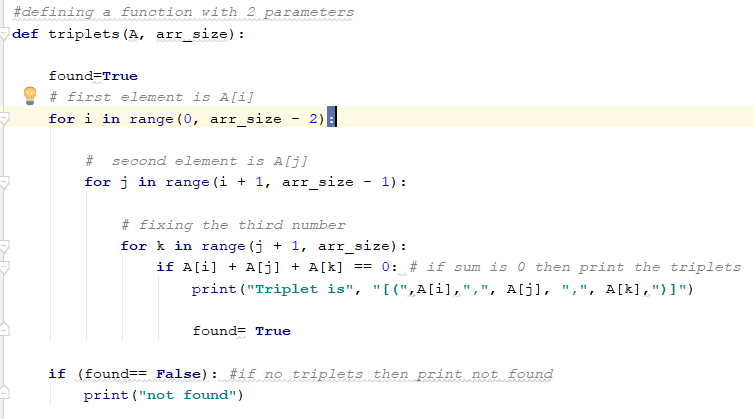 #defining a function with 2 parameters
def triplets(A, arr_size):
found=True
# first element is A[i]
for i in range(0, arr_size - 2):
#  second element is A[j]
for j in range(i + 1, arr_size - 1):
# fixing the third number
for k in range(j + 1, arr_size):
if A[i] + A[j] + A[k] == 0: # if sum is 0 then print the triplets
print("Triplet is", "[(",A[i],",", A[j], ",", A[k],")]")
found= True
if (found== False): #if no triplets then print not found
print("not found")